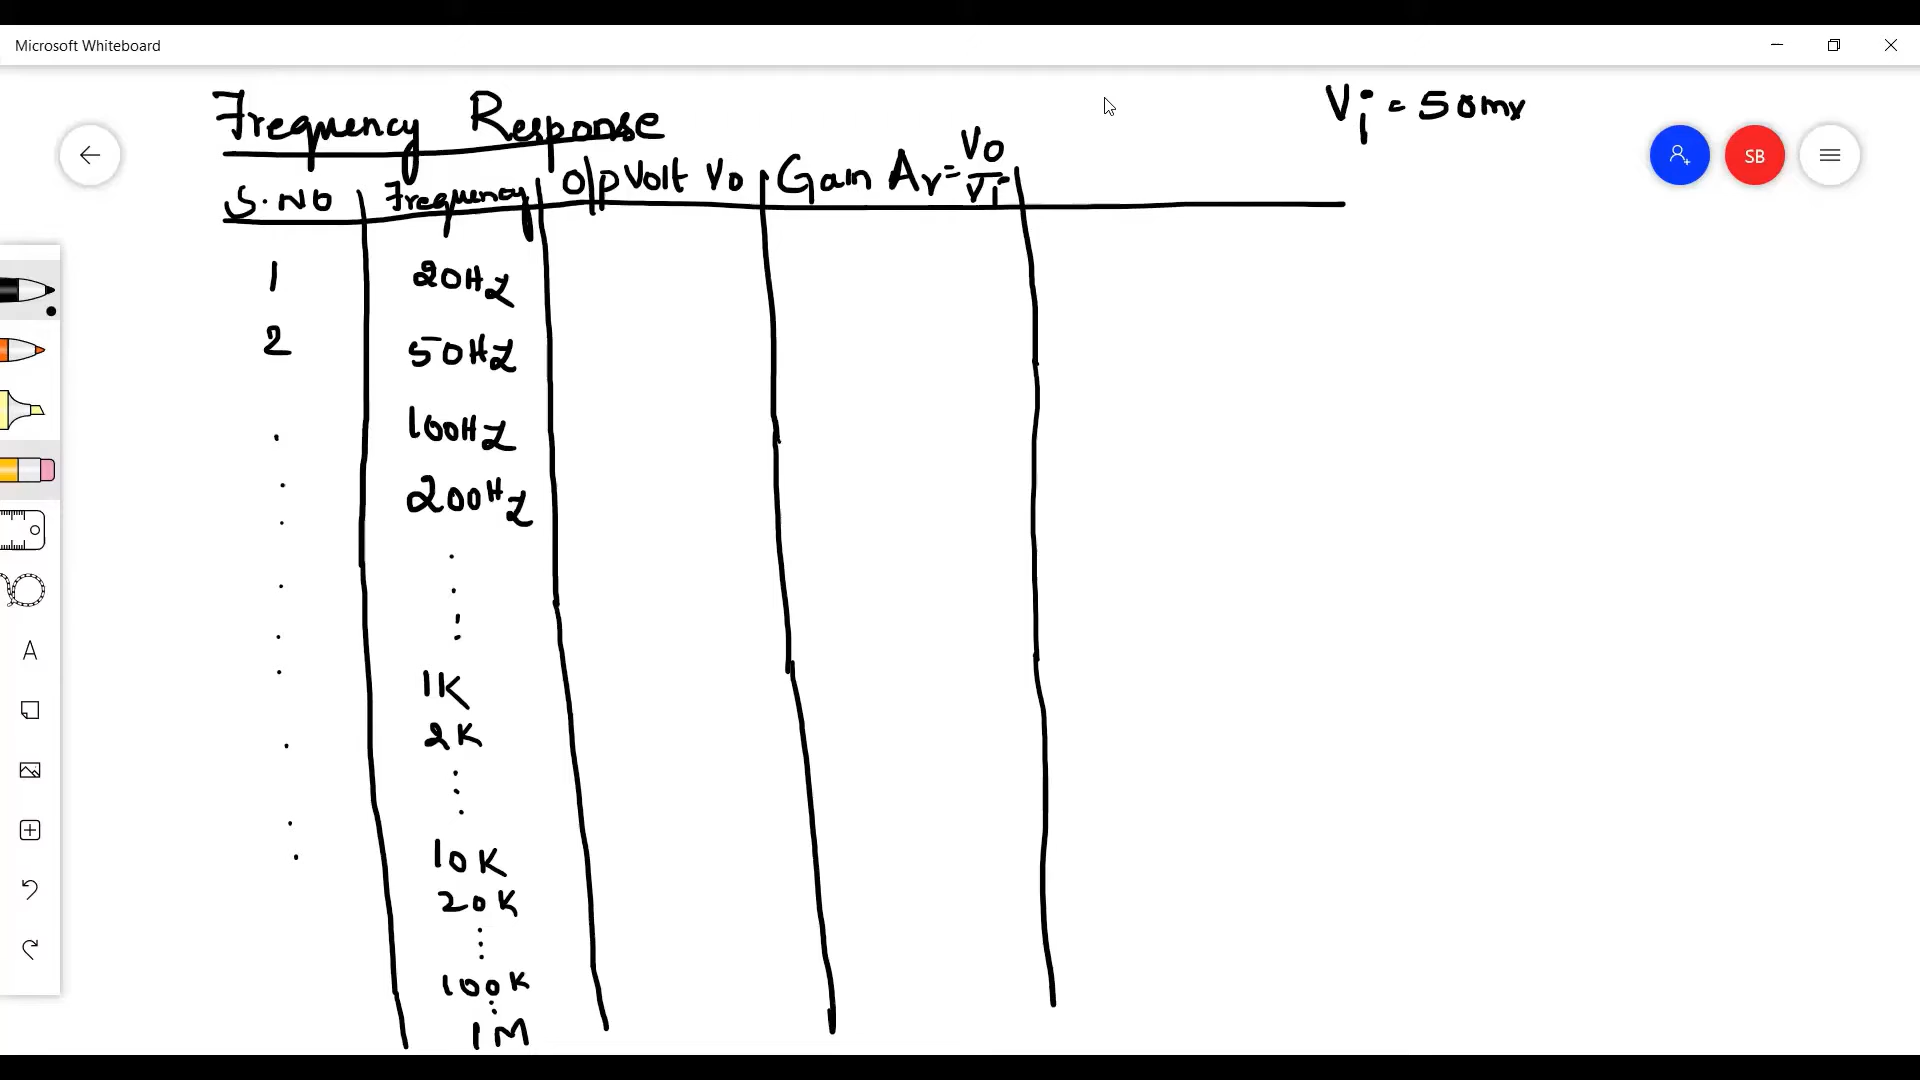 Microsoft Whiteboard
Vi = 50mV
Frequency Response
S.NO Frequency O/P Volt Vo Gain Av = Vo/Vi
SB
1 20Hz
2 50Hz
. 100Hz
. 200Hz
1K
2K
10K
20K
100K
1M
A